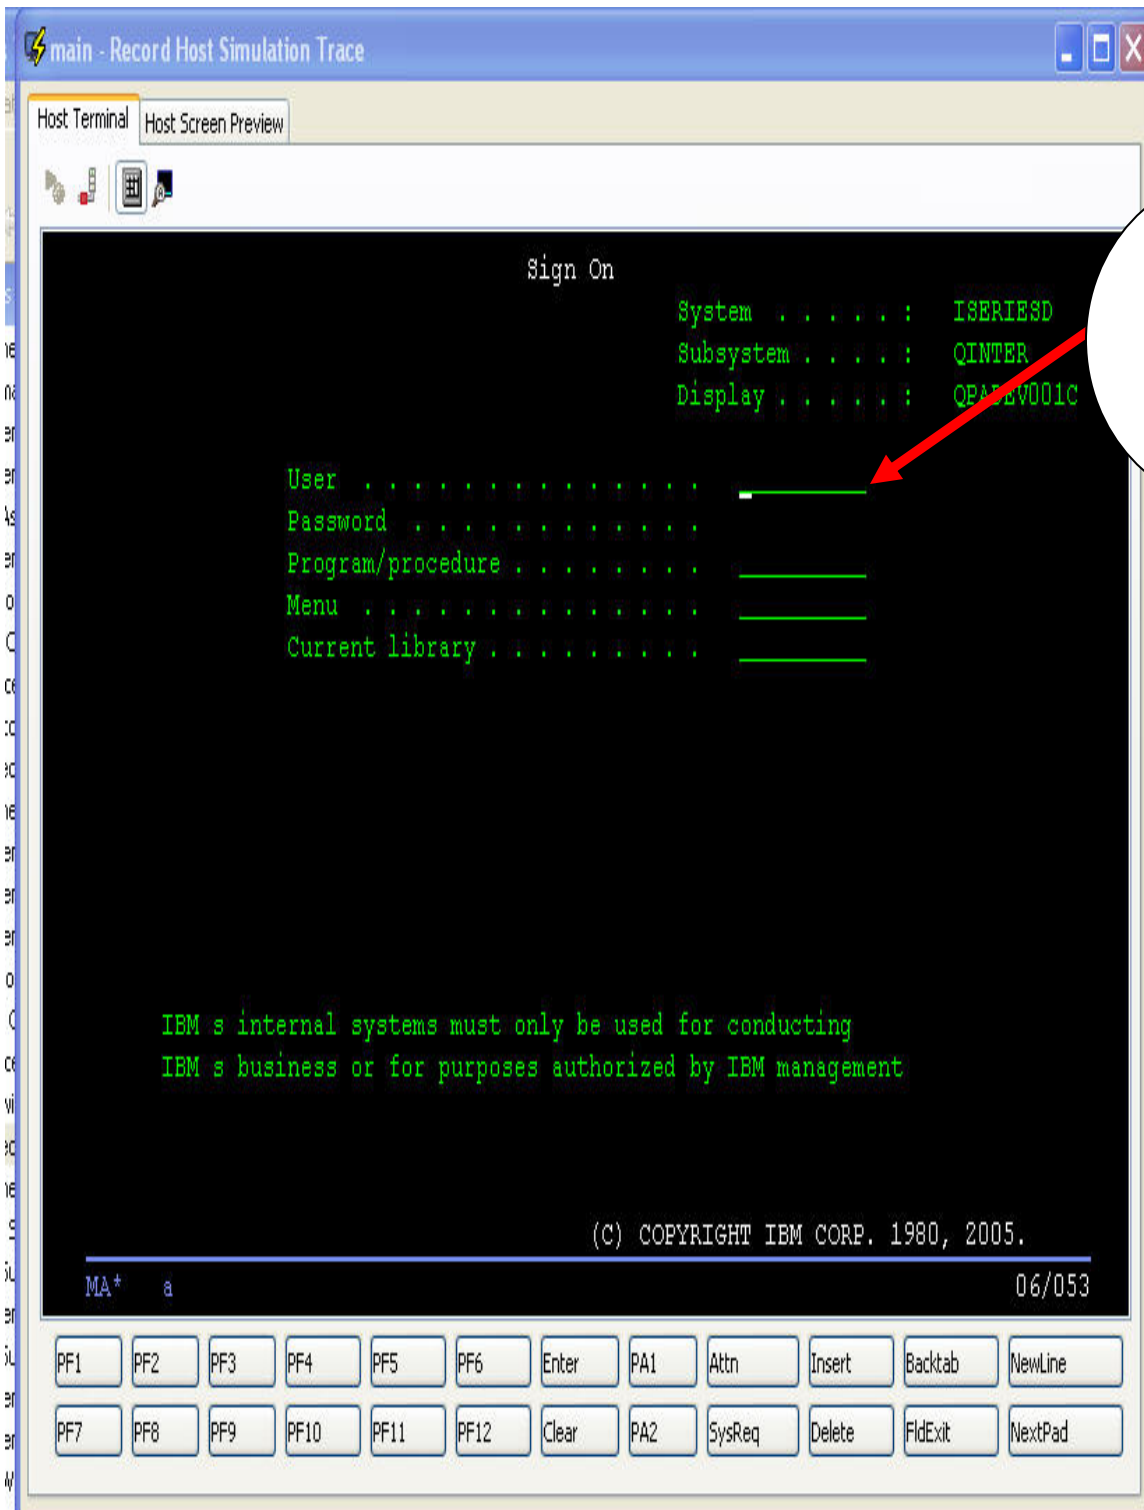 main - Record Host Simulation Trace
Host Terminal Host Screen Preview
Sign On
System . . . . . : ISERIESD
Subsystem . . . . : QINTER
Display . . . . . : QPADEV001C
User . . . . . . . . . . . . . .
Password . . . . . . . . . . . .
Program/procedure . . . . . . . .
Menu . . . . . . . . . . . . . .
Current library . . . . . . . . .
IBM s internal systems must only be used for conducting
IBM s business or for purposes authorized by IBM management
(C) COPYRIGHT IBM CORP. 1980, 2005.
MA* a 06/053
PF1 PF2 PF3 PF4 PF5 PF6 Enter PA1 Attn Insert Backtab NewLine
PF7 PF8 PF9 PF10 PF11 PF12 Clear PA2 SysReq Delete FldExit NextPad